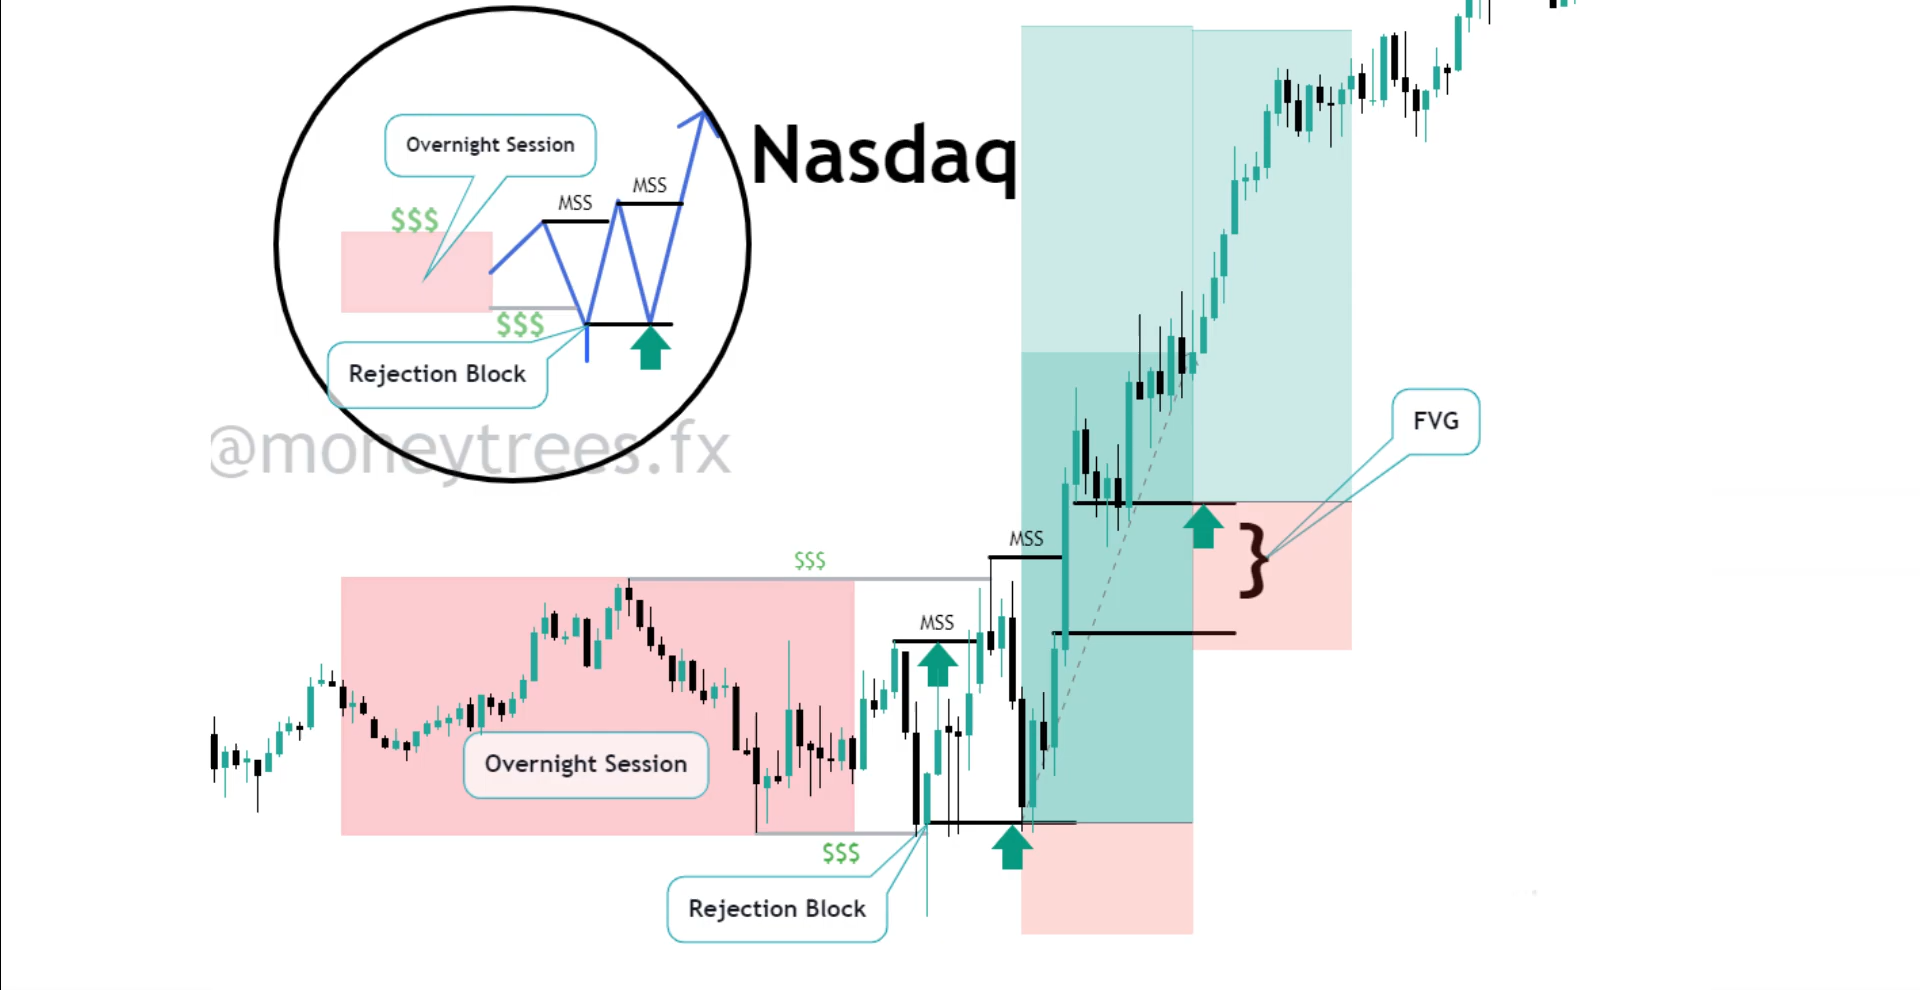 Overnight Session
Nasdaq
MSS
MSS
$$$
$$$
Rejection Block
@moneytrees.fx
FVG
MSS
$$$
MSS
Overnight Session
$$$
Rejection Block